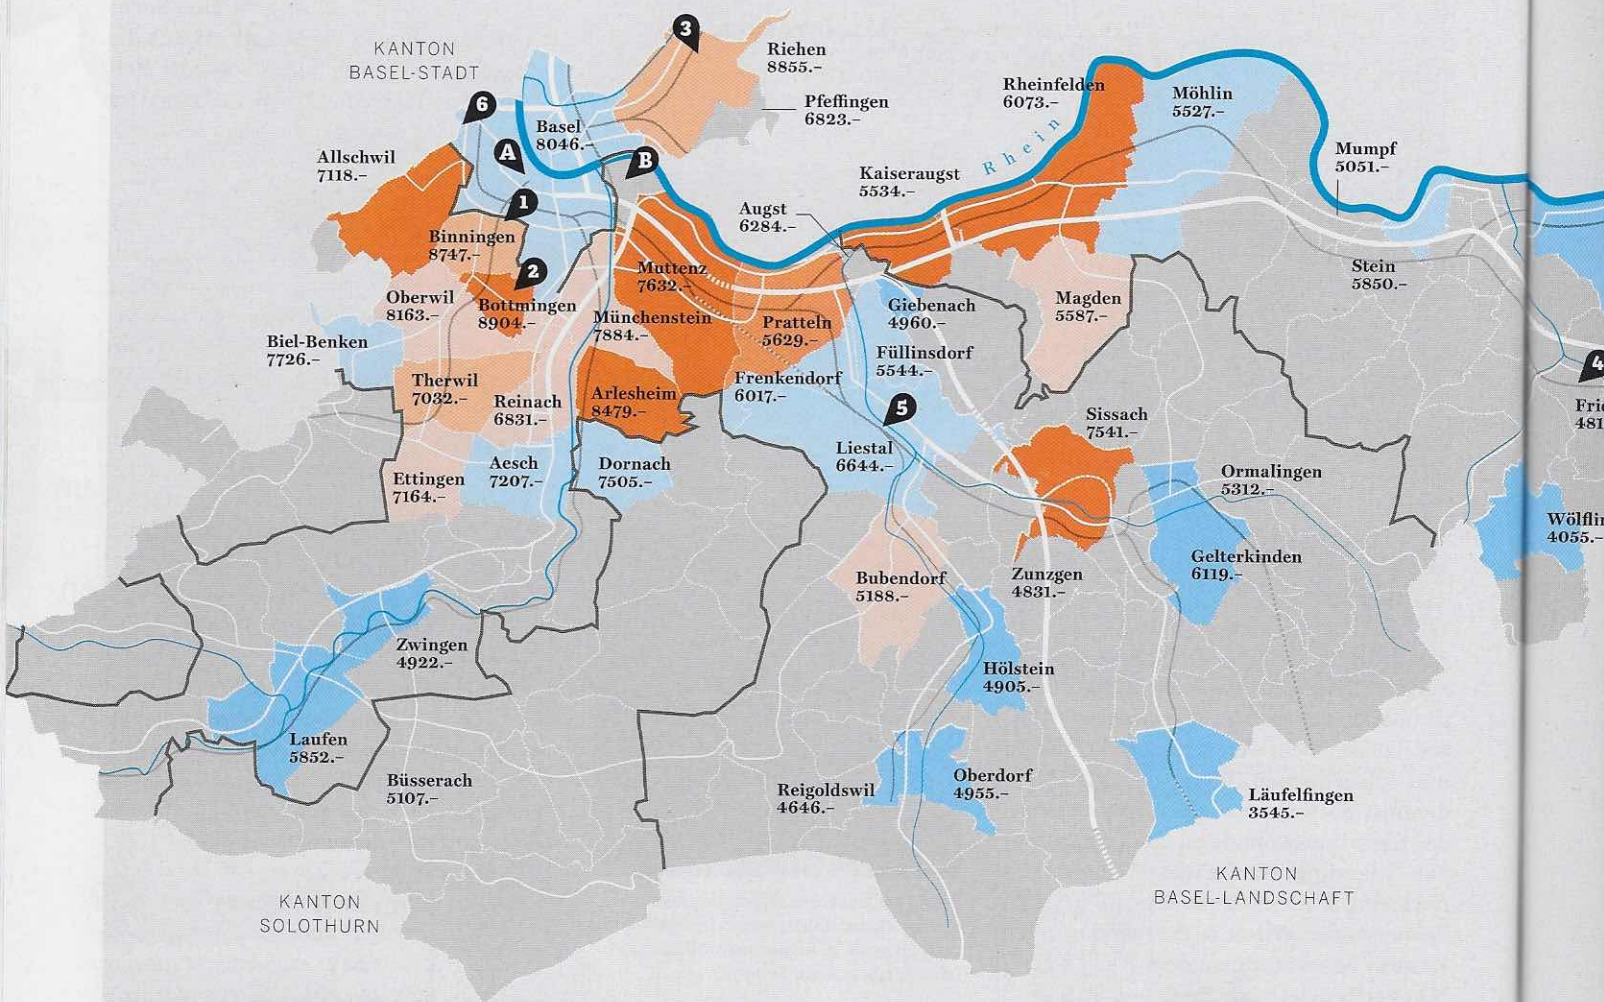 KANTON
BASEL-STADT
3
Riehen
8855.–
Pfeffingen
6823.–
6
Basel
8046.–
A
B
Allschwil
7118.–
1
Binningen
8747.–
2
Bottmingen
8904.–
Oberwil
8163.–
Biel-Benken
7726.–
Muttenz
7632.–
Münchenstein
7884.–
Pratteln
5629.–
Therwil
7032.–
Reinach
6831.–
Arlesheim
8479.–
Frenkendorf
6017.–
Ettingen
7164.–
Aesch
7207.–
Dornach
7505.–
Rheinfelden
6073.–
Rhein
Möhlin
5527.–
Mumpf
5051.–
Kaiseraugst
5534.–
Augst
6284.–
Stein
5850.–
Giebenach
4960.–
Magden
5587.–
Füllinsdorf
5544.–
5
Liestal
6644.–
Sissach
7541.–
Ormalingen
5312.–
4
Fric
481
Wölflin
4055.–
Gelterkinden
6119.–
Bubendorf
5188.–
Zunzgen
4831.–
Hölstein
4905.–
Zwingen
4922.–
Laufen
5852.–
Büsserach
5107.–
Reigoldswil
4646.–
Oberdorf
4955.–
Läufelfingen
3545.–
KANTON
SOLOTHURN
KANTON
BASEL-LANDSCHAFT